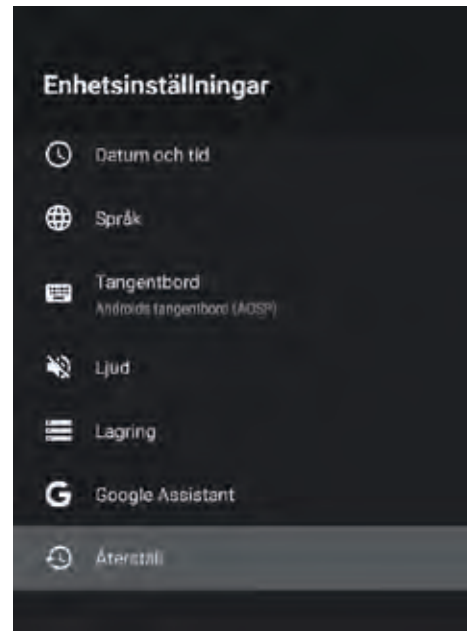 Enhetsinställningar
Datum och tid
Språk
Tangentbord
Androids tangentbord (AOSP)
Ljud
Lagring
Google Assistant
Återställ